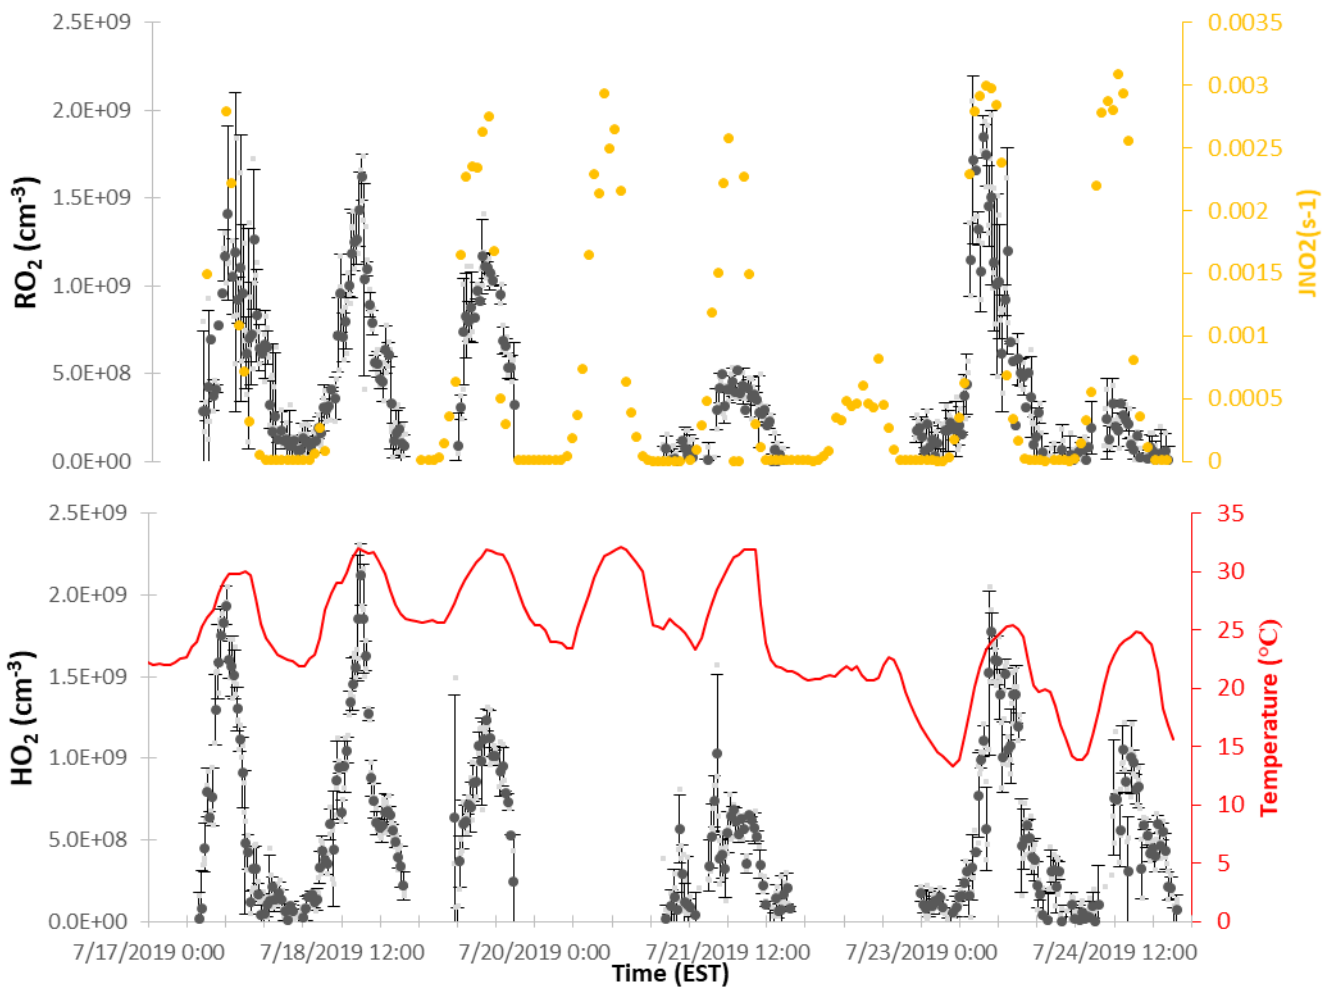 2.5E+09
2.0E+09
1.5E+09
1.0E+09
5.0E+08
0.0E+00
RO2 (cm-3)
0.0035
0.003
0.0025
0.002
0.0015
0.001
0.0005
0
JNO2(s-1)
2.5E+09
2.0E+09
1.5E+09
1.0E+09
5.0E+08
0.0E+00
HO2 (cm-3)
35
30
25
20
15
10
5
0
Temperature (°C)
7/17/2019 0:00 7/18/2019 12:00 7/20/2019 0:00 7/21/2019 12:00 7/23/2019 0:00 7/24/2019 12:00
Time (EST)